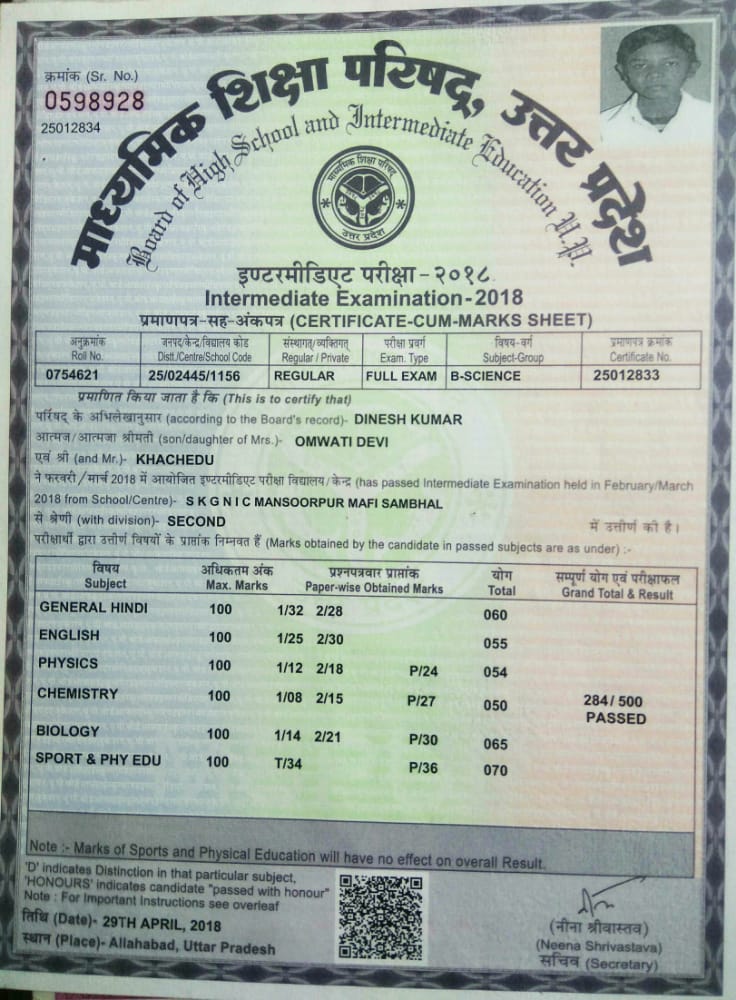 क्रमांक (Sr. No.)
0598928
25012834
माध्यमिक शिक्षा परिषद्, उत्तर प्रदेश
Board of High School and Intermediate Education U.P.
माध्यमिक शिक्षा परिषद
उत्तर प्रदेश
इण्टरमीडिएट परीक्षा - २०१८
Intermediate Examination - 2018
प्रमाणपत्र-सह-अंकपत्र (CERTIFICATE-CUM-MARKS SHEET)
अनुक्रमांक जनपद/केन्द्र/विद्यालय कोड संस्थागत/व्यक्तिगत परीक्षा प्रवर्ग विषय-वर्ग प्रमाणपत्र क्रमांक
Roll No. Distt./Centre/School Code Regular / Private Exam. Type Subject-Group Certificate No.
0754621 25/02445/1156 REGULAR FULL EXAM B-SCIENCE 25012833
प्रमाणित किया जाता है कि (This is to certify that)
परिषद् के अभिलेखानुसार (according to the Board's record)- DINESH KUMAR
आत्मज/आत्मजा श्रीमती (son/daughter of Mrs.)- OMWATI DEVI
एवं श्री (and Mr.)- KHACHEDU
ने फरवरी/मार्च 2018 में आयोजित इण्टरमीडिएट परीक्षा विद्यालय/केन्द्र (has passed Intermediate Examination held in February/March
2018 from School/Centre)- S K G N I C MANSOORPUR MAFI SAMBHAL
से श्रेणी (with division)- SECOND में उत्तीर्ण की है।
परीक्षार्थी द्वारा उत्तीर्ण विषयों के प्राप्तांक निम्नवत हैं (Marks obtained by the candidate in passed subjects are as under) :-
विषय अधिकतम अंक प्रश्नपत्रवार प्राप्तांक योग सम्पूर्ण योग एवं परीक्षाफल
Subject Max. Marks Paper-wise Obtained Marks Total Grand Total & Result
GENERAL HINDI 100 1/32 2/28 060
ENGLISH 100 1/25 2/30 055
PHYSICS 100 1/12 2/18 P/24 054
CHEMISTRY 100 1/08 2/15 P/27 050 284/500
PASSED
BIOLOGY 100 1/14 2/21 P/30 065
SPORT & PHY EDU 100 T/34 P/36 070
Note :- Marks of Sports and Physical Education will have no effect on overall Result.
'D' indicates Distinction in that particular subject,
'HONOURS' indicates candidate "passed with honour"
Note : For Important Instructions see overleaf
तिथि (Date)- 29TH APRIL, 2018
स्थान (Place)- Allahabad, Uttar Pradesh
(नीना श्रीवास्तव)
(Neena Shrivastava)
सचिव (Secretary)